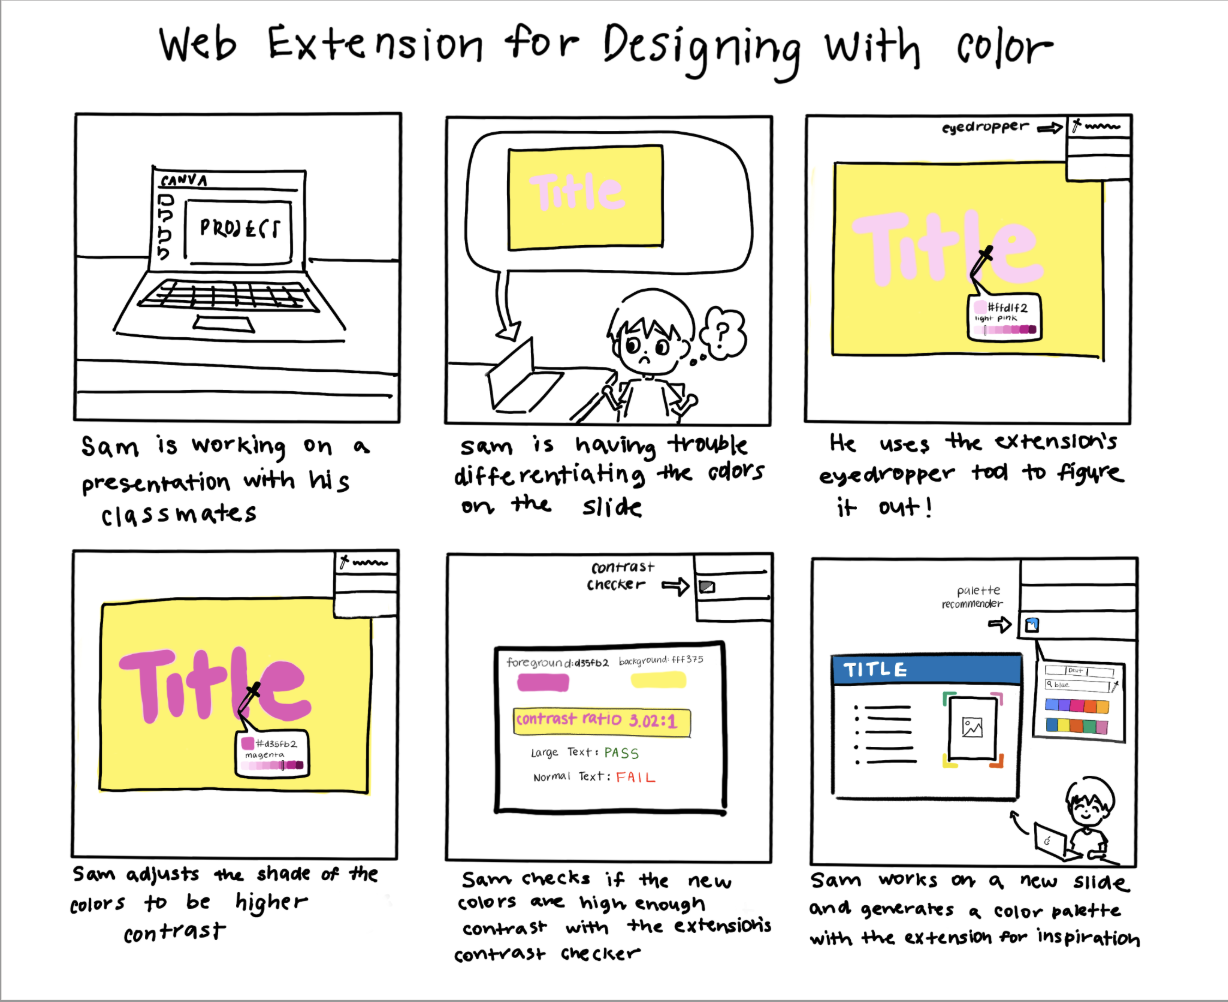 Web Extension for Designing With color
CANVA
PROJECT
Sam is working on a
presentation with his
classmates
Title
?
Sam is having trouble
differentiating the colors
on the slide
eyedropper
Title
#ffd1f2
light pink
He uses the extension's
eyedropper tool to figure
it out!
Title
#d35fb2
magenta
Sam adjusts the shade of the
colors to be higher
contrast
contrast
checker
foreground:d35fb2 background:fff375
contrast ratio 3.02:1
Large Text: PASS
Normal Text: FAIL
Sam checks if the new
colors are high enough
contrast with the extension's
contrast checker
palette
recommender
TITLE
blue
Sam works on a new slide
and generates a color palette
with the extension for inspiration